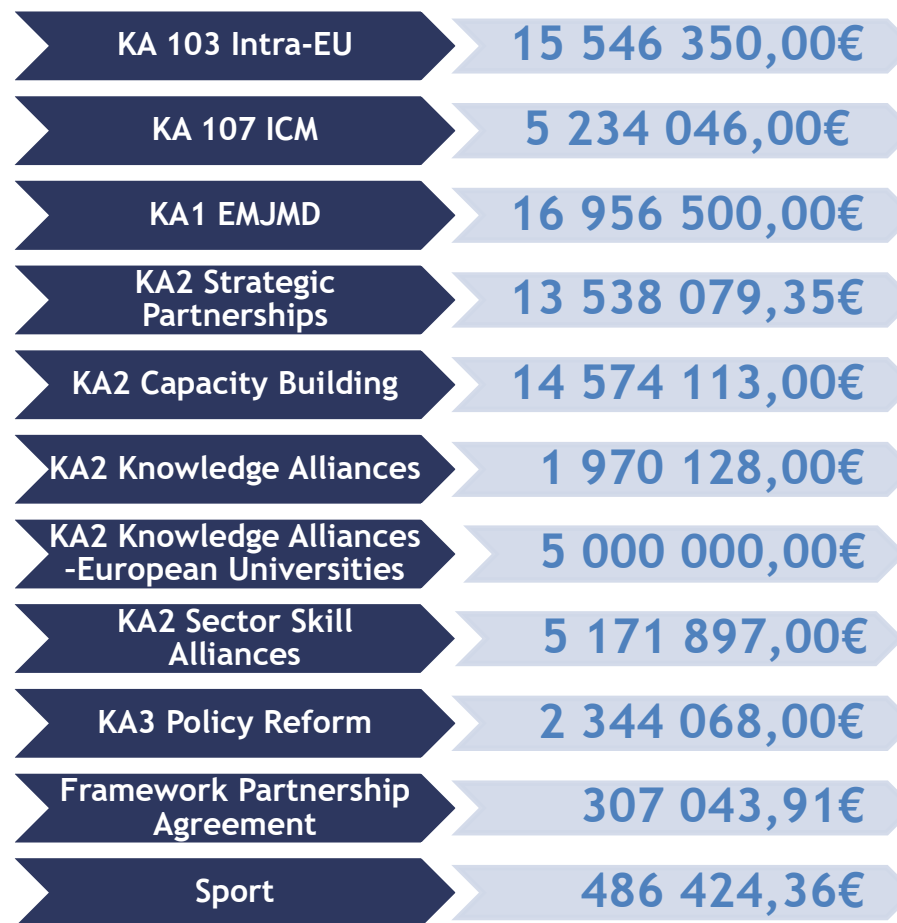 KA 103 Intra-EU 15 546 350,00€
KA 107 ICM 5 234 046,00€
KA1 EMJMD 16 956 500,00€
KA2 Strategic
Partnerships 13 538 079,35€
KA2 Capacity Building 14 574 113,00€
KA2 Knowledge Alliances 1 970 128,00€
KA2 Knowledge Alliances
-European Universities 5 000 000,00€
KA2 Sector Skill
Alliances 5 171 897,00€
KA3 Policy Reform 2 344 068,00€
Framework Partnership
Agreement 307 043,91€
Sport 486 424,36€